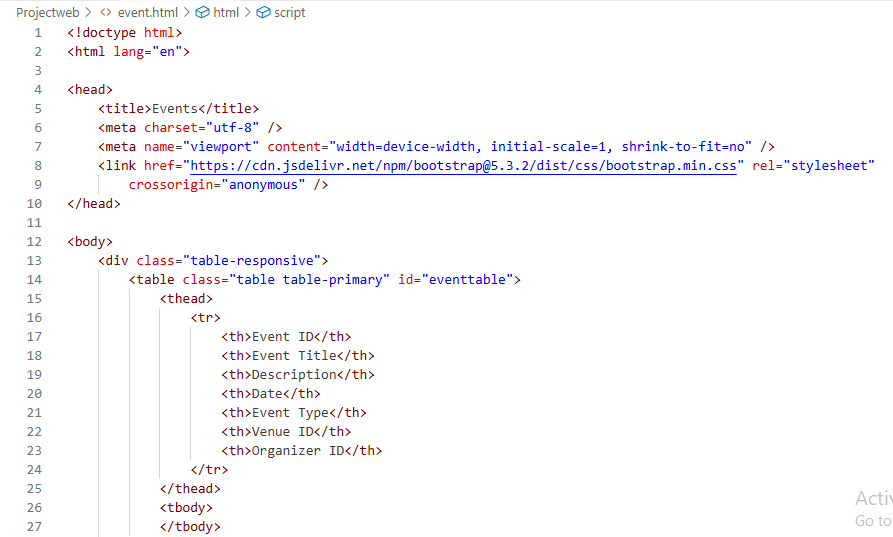 Projectweb > <> event.html > html > script
1 <!doctype html>
2 <html lang="en">
3
4 <head>
5 <title>Events</title>
6 <meta charset="utf-8" />
7 <meta name="viewport" content="width=device-width, initial-scale=1, shrink-to-fit=no" />
8 <link href="https://cdn.jsdelivr.net/npm/bootstrap@5.3.2/dist/css/bootstrap.min.css" rel="stylesheet"
9 crossorigin="anonymous" />
10 </head>
11
12 <body>
13 <div class="table-responsive">
14 <table class="table table-primary" id="eventtable">
15 <thead>
16 <tr>
17 <th>Event ID</th>
18 <th>Event Title</th>
19 <th>Description</th>
20 <th>Date</th>
21 <th>Event Type</th>
22 <th>Venue ID</th>
23 <th>Organizer ID</th>
24 </tr>
25 </thead>
26 <tbody>
27 </tbody>
Activ
Go to